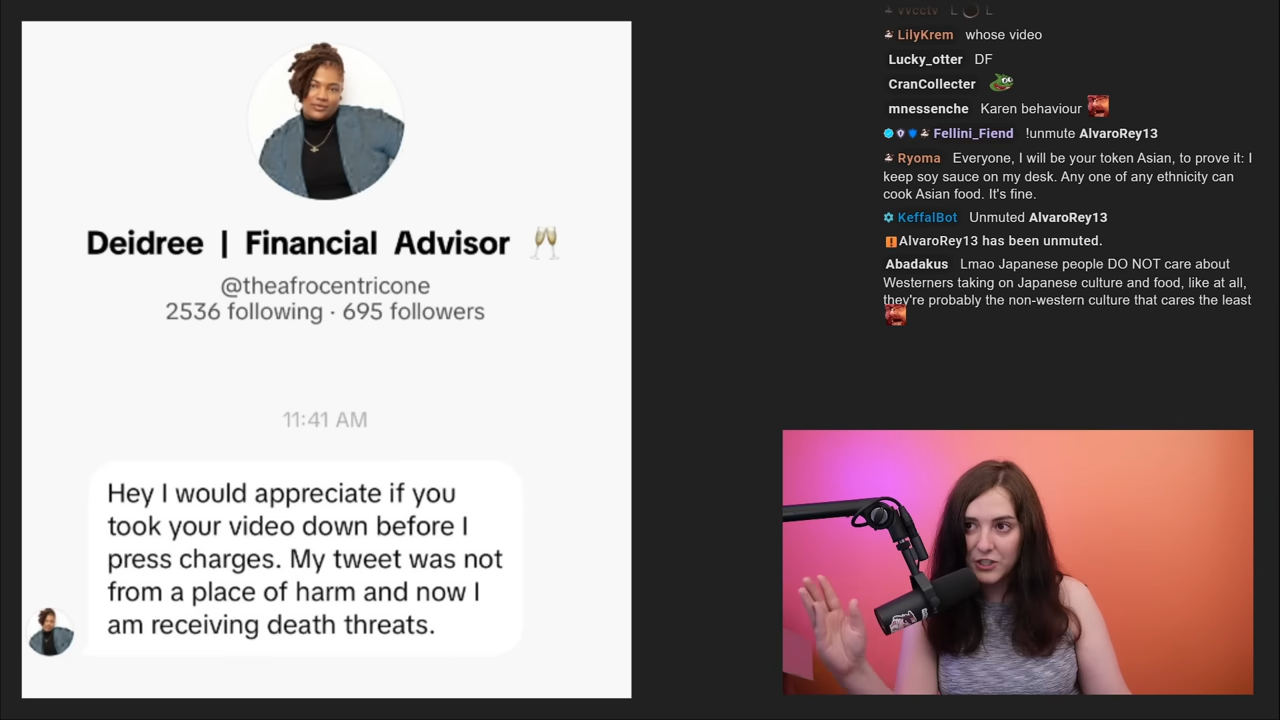 Deidree | Financial Advisor 🥂
@theafrocentricone
2536 following · 695 followers
11:41 AM
Hey I would appreciate if you
took your video down before I
press charges. My tweet was not
from a place of harm and now I
am receiving death threats.
LilyKrem whose video
Lucky_otter DF
CranCollecter
mnessenche Karen behaviour
Fellini_Fiend !unmute AlvaroRey13
Ryoma Everyone, I will be your token Asian, to prove it: I
keep soy sauce on my desk. Any one of any ethnicity can
cook Asian food. It's fine.
KeffalBot Unmuted AlvaroRey13
AlvaroRey13 has been unmuted.
Abadakus Lmao Japanese people DO NOT care about
Westerners taking on Japanese culture and food, like at all,
they're probably the non-western culture that cares the least